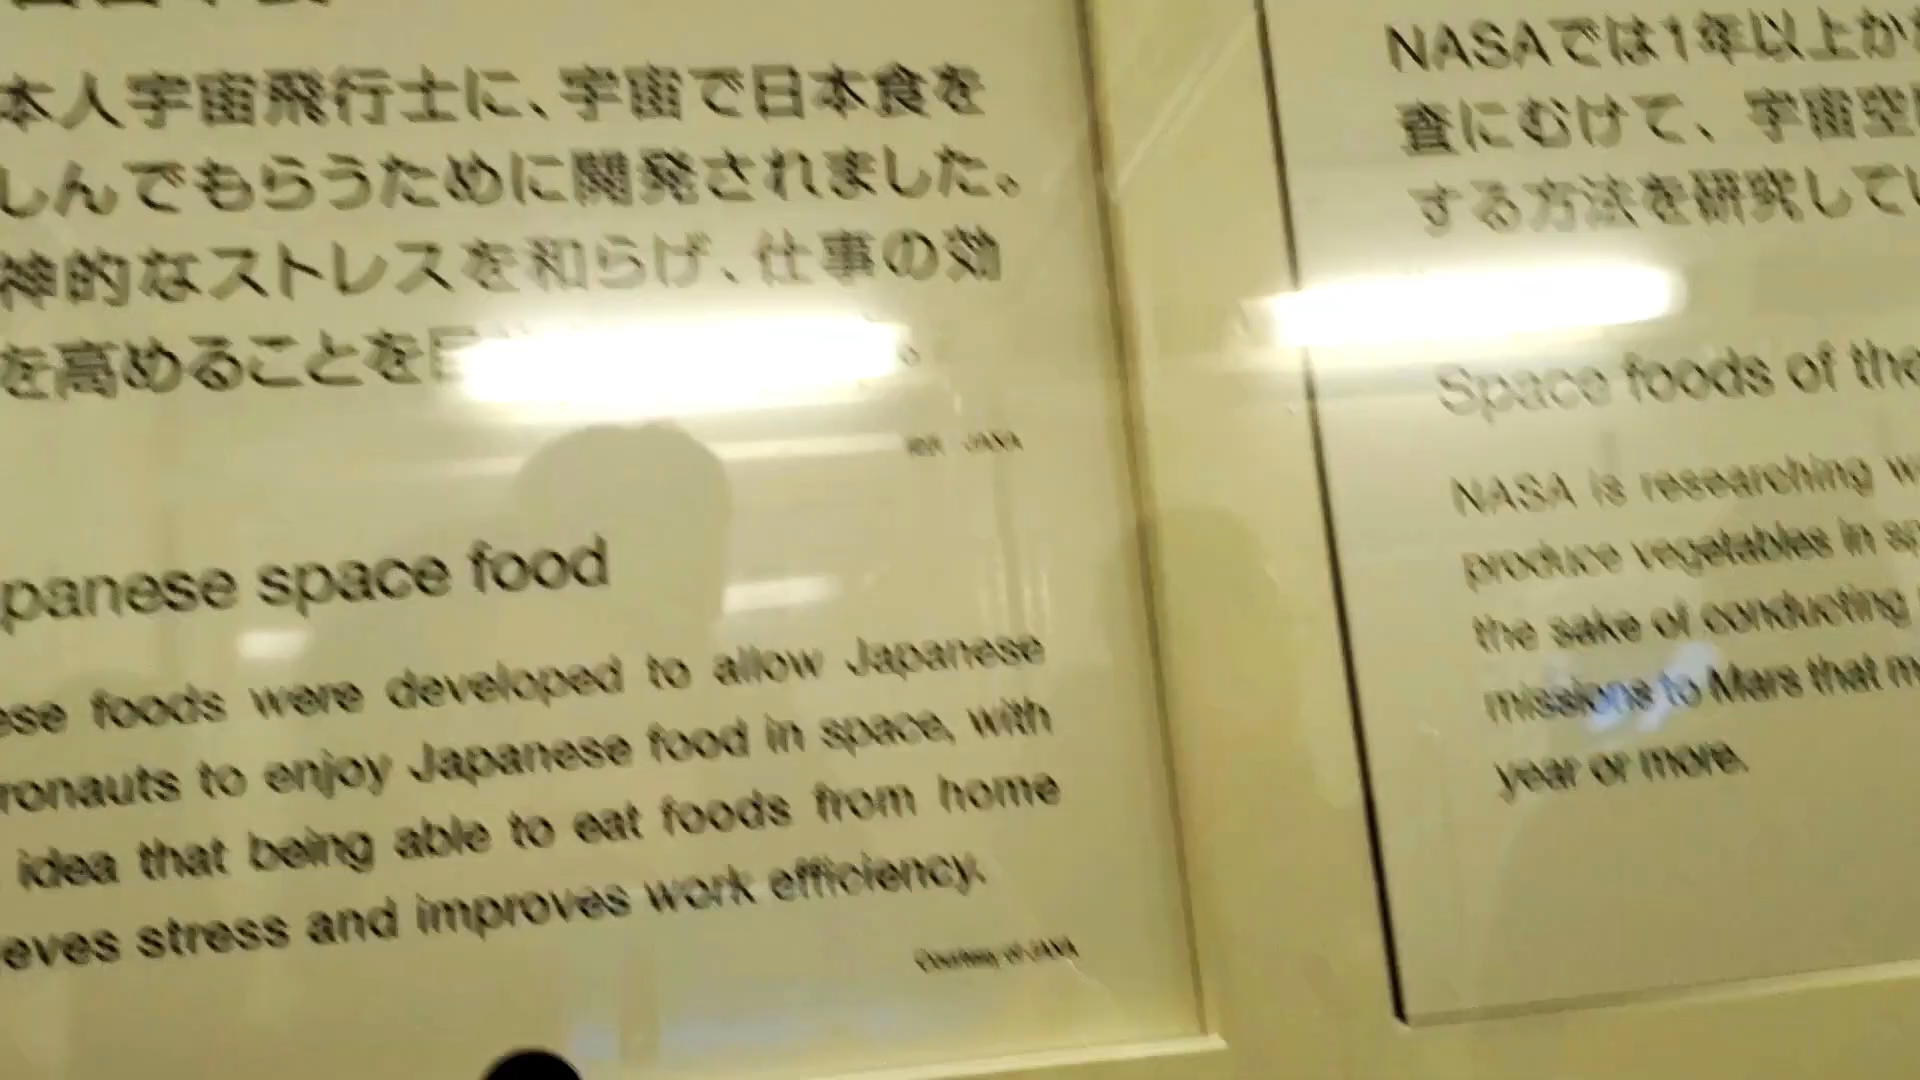 本人宇宙飛行士に、宇宙で日本食を
しんでもらうために開発されました。
神的なストレスを和らげ、仕事の効
を高めることを目
JAXA
panese space food
ese foods were developed to allow Japanese
ronauts to enjoy Japanese food in space, with
idea that being able to eat foods from home
eves stress and improves work efficiency.
Courtesy of JAXA
NASAでは1年以上か
査にむけて、宇宙空
する方法を研究して
Space foods of the
NASA is researching w
produce vegetables in sp
the sake of conducting
missions to Mars that m
year or more.